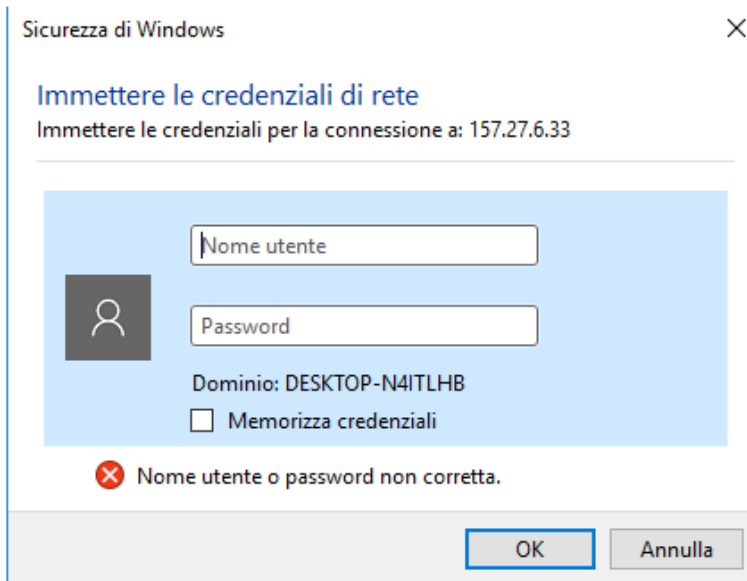 Sicurezza di Windows
Immettere le credenziali di rete
Immettere le credenziali per la connessione a: 157.27.6.33
Nome utente
Password
Dominio: DESKTOP-N4ITLHB
Memorizza credenziali
Nome utente o password non corretta.
OK
Annulla